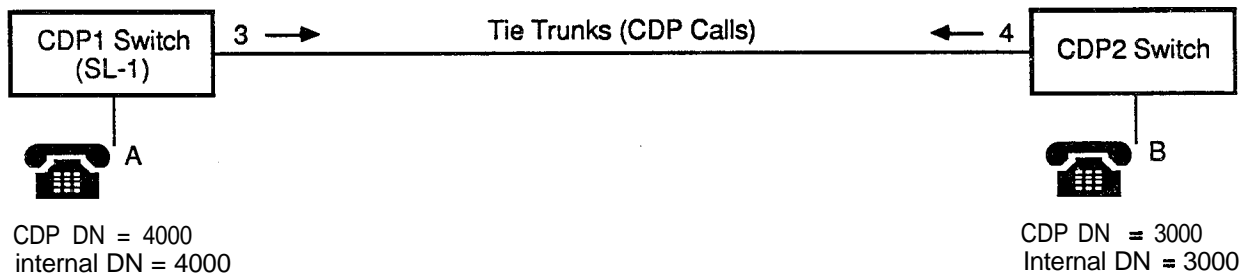 CDP1 Switch
(SL-1)
3
Tie Trunks (CDP Calls)
4
CDP2 Switch
A
B
CDP DN = 4000
internal DN = 4000
CDP DN = 3000
Internal DN = 3000